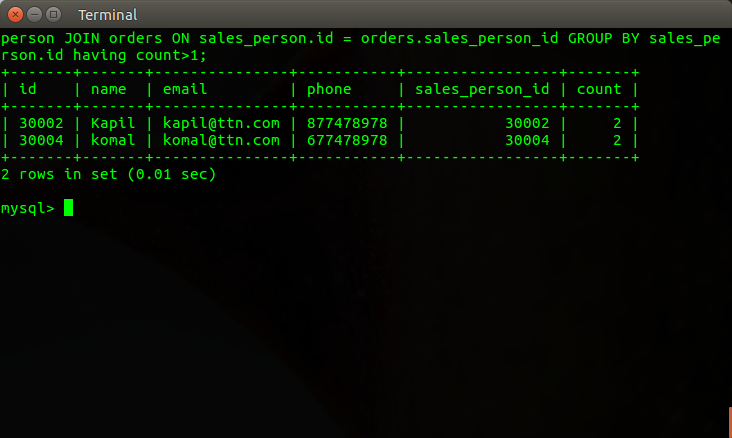 Terminal
person JOIN orders ON sales_person.id = orders.sales_person_id GROUP BY sales_pe
rson.id having count>1;
+-------+-------+---------------+-----------+-----------------+-------+
| id    | name  | email         | phone     | sales_person_id | count |
+-------+-------+---------------+-----------+-----------------+-------+
| 30002 | Kapil | kapil@ttn.com | 877478978 |           30002 |     2 |
| 30004 | komal | komal@ttn.com | 677478978 |           30004 |     2 |
+-------+-------+---------------+-----------+-----------------+-------+
2 rows in set (0.01 sec)
mysql>